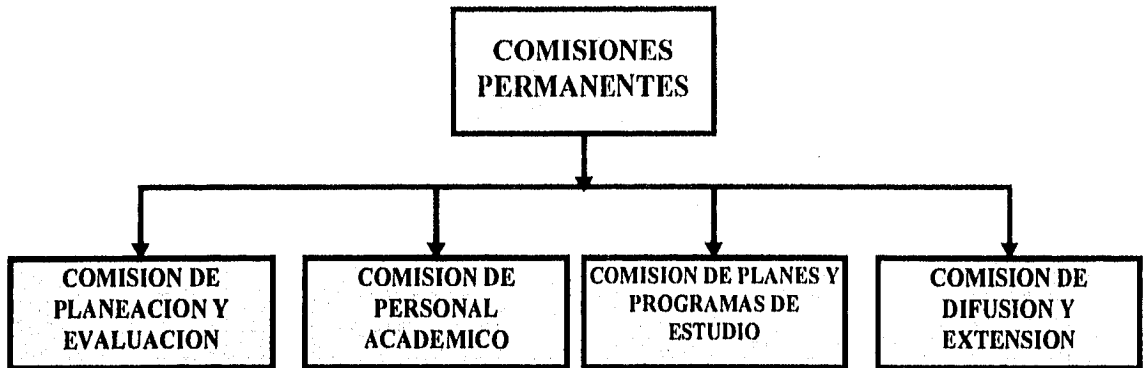 COMISIONES
PERMANENTES
COMISION DE
PLANEACION Y
EVALUACION
COMISION DE
PERSONAL
ACADEMICO
COMISION DE PLANES Y
PROGRAMAS DE
ESTUDIO
COMISION DE
DIFUSION Y
EXTENSION